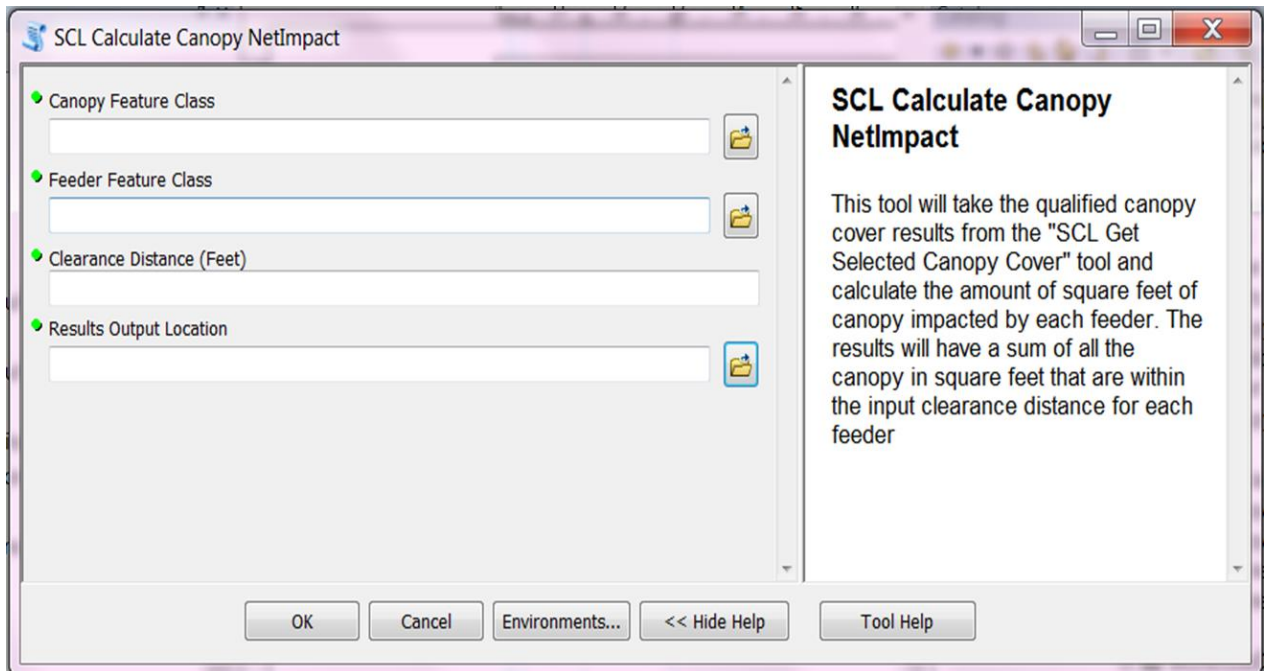 SCL Calculate Canopy NetImpact
Canopy Feature Class
Feeder Feature Class
Clearance Distance (Feet)
Results Output Location
SCL Calculate Canopy
NetImpact
This tool will take the qualified canopy
cover results from the "SCL Get
Selected Canopy Cover" tool and
calculate the amount of square feet of
canopy impacted by each feeder. The
results will have a sum of all the
canopy in square feet that are within
the input clearance distance for each
feeder
OK
Cancel
Environments...
<< Hide Help
Tool Help